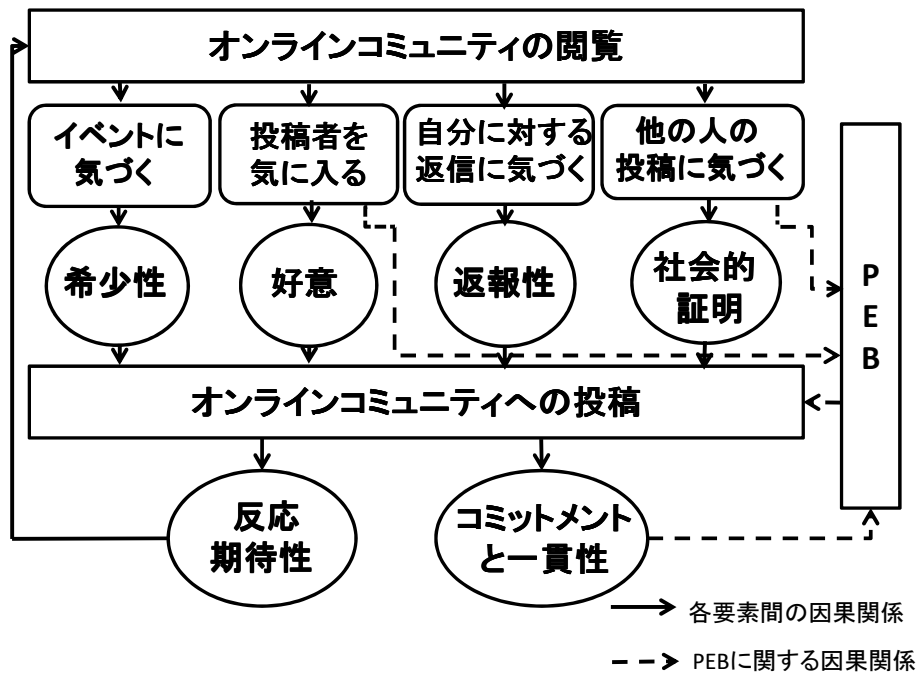 オンラインコミュニティの閲覧
イベントに
気づく
投稿者を
気に入る
自分に対する
返信に気づく
他の人の
投稿に気づく
希少性
好意
返報性
社会的
証明
P
E
B
オンラインコミュニティへの投稿
反応
期待性
コミットメント
と一貫性
各要素間の因果関係
PEBに関する因果関係